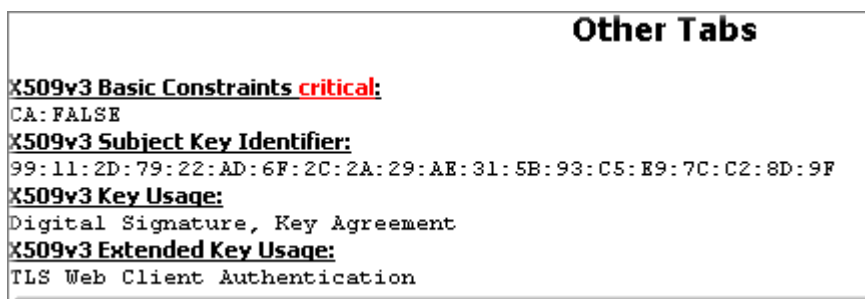 Other Tabs
X509v3 Basic Constraints critical:
CA:FALSE
X509v3 Subject Key Identifier:
99:11:2D:79:22:AD:6F:2C:2A:29:AE:31:5B:93:C5:E9:7C:C2:8D:9F
X509v3 Key Usage:
Digital Signature, Key Agreement
X509v3 Extended Key Usage:
TLS Web Client Authentication